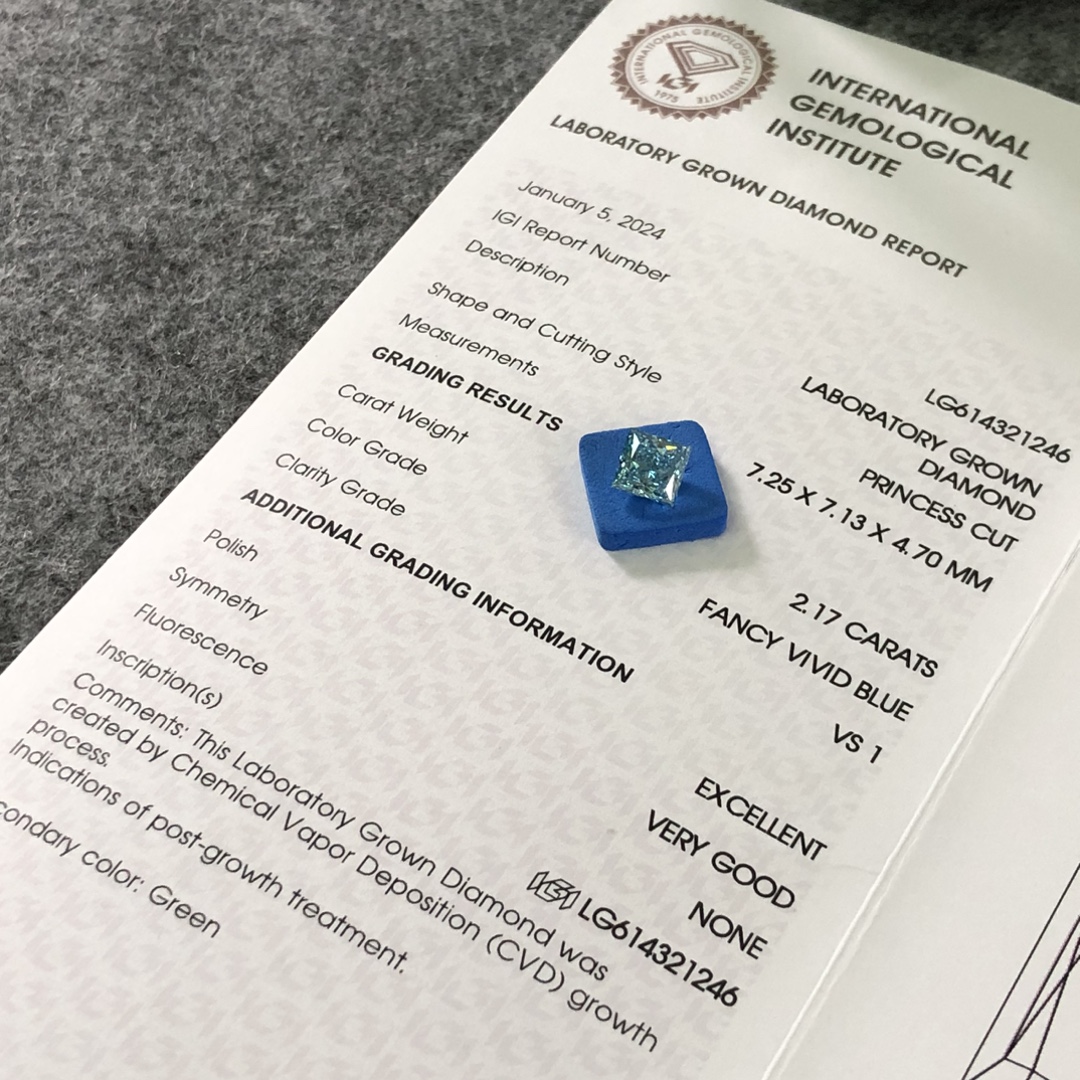 INTERNATIONAL GEMOLOGICAL INSTITUTE
IGI
1975
INTERNATIONAL
GEMOLOGICAL
INSTITUTE
LABORATORY GROWN DIAMOND REPORT
January 5, 2024
IGI Report Number LG614321246
Description LABORATORY GROWN
DIAMOND
Shape and Cutting Style PRINCESS CUT
Measurements 7.25 X 7.13 X 4.70 MM
GRADING RESULTS
Carat Weight 2.17 CARATS
Color Grade FANCY VIVID BLUE
Clarity Grade VS 1
ADDITIONAL GRADING INFORMATION
Polish EXCELLENT
Symmetry VERY GOOD
Fluorescence NONE
Inscription(s) IGI LG614321246
Comments: This Laboratory Grown Diamond was
created by Chemical Vapor Deposition (CVD) growth
process.
Indications of post-growth treatment.
condary color: Green